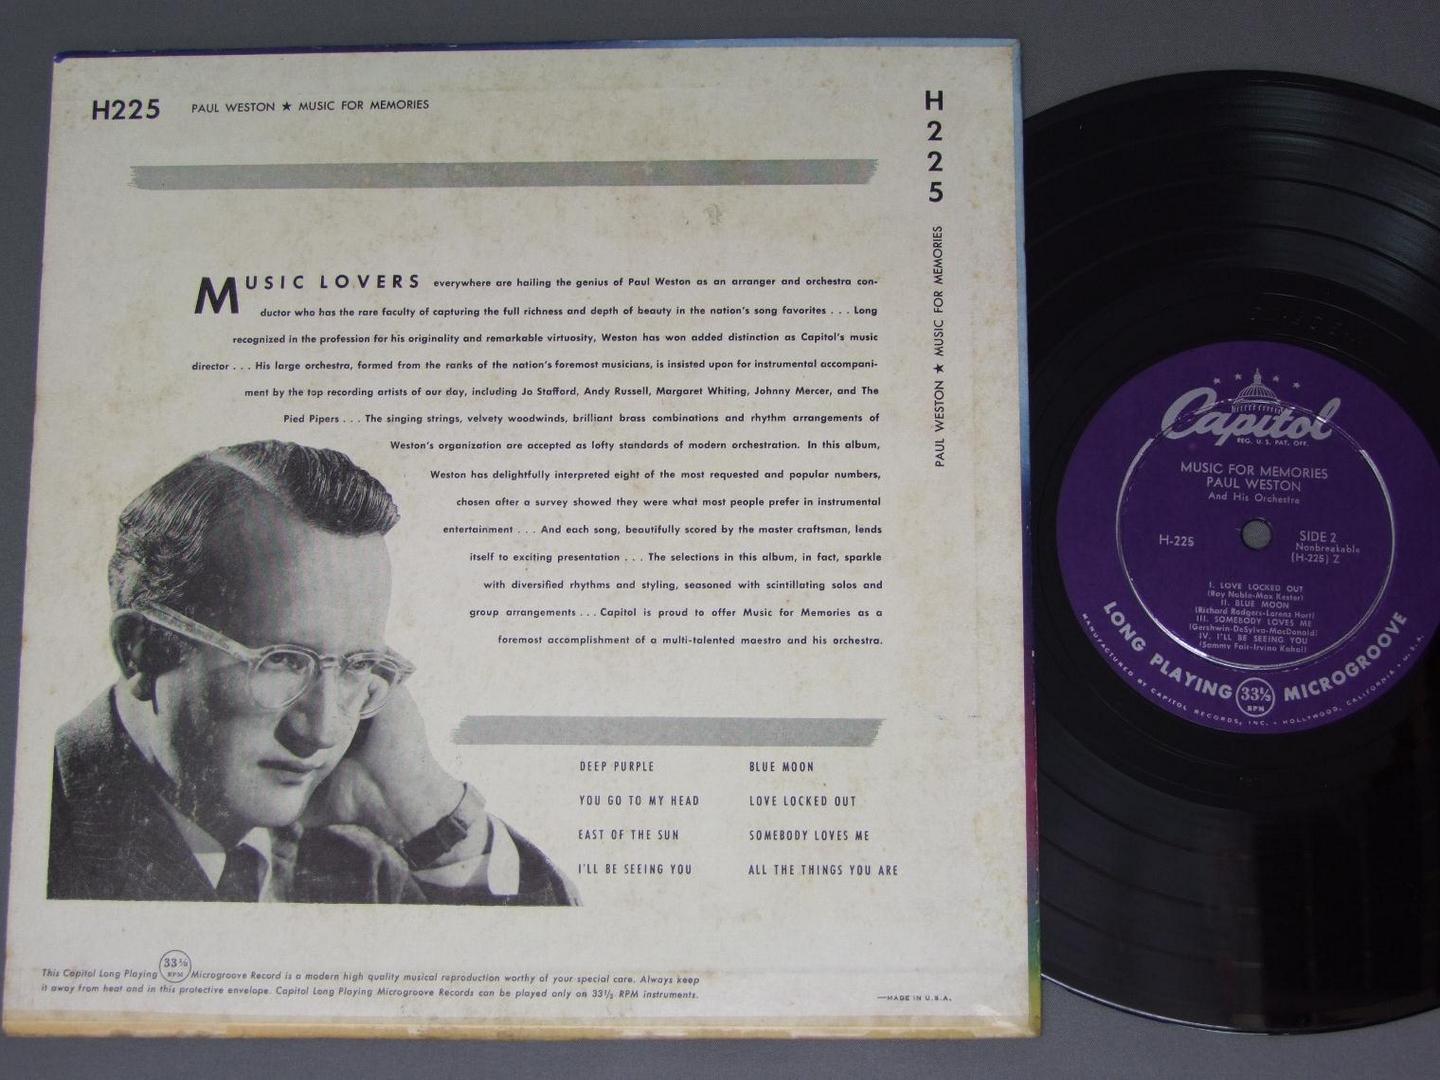 H225 PAUL WESTON ★ MUSIC FOR MEMORIES
MUSIC LOVERS everywhere are hailing the genius of Paul Weston as an arranger and orchestra con-
ductor who has the rare faculty of capturing the full richness and depth of beauty in the nation's song favorites . . . Long
recognized in the profession for his originality and remarkable virtuosity, Weston has won added distinction as Capitol's music
director . . . His large orchestra, formed from the ranks of the nation's foremost musicians, is insisted upon for instrumental accompani-
ment by the top recording artists of our day, including Jo Stafford, Andy Russell, Margaret Whiting, Johnny Mercer, and The
Pied Pipers . . . The singing strings, velvety woodwinds, brilliant brass combinations and rhythm arrangements of
Weston's organization are accepted as lofty standards of modern orchestration. In this album,
Weston has delightfully interpreted eight of the most requested and popular numbers,
chosen after a survey showed they were what most people prefer in instrumental
entertainment . . . And each song, beautifully scored by the master craftsman, lends
itself to exciting presentation . . . The selections in this album, in fact, sparkle
with diversified rhythms and styling, seasoned with scintillating solos and
group arrangements . . . Capitol is proud to offer Music for Memories as a
foremost accomplishment of a multi-talented maestro and his orchestra.
DEEP PURPLE
YOU GO TO MY HEAD
EAST OF THE SUN
I'LL BE SEEING YOU
BLUE MOON
LOVE LOCKED OUT
SOMEBODY LOVES ME
ALL THE THINGS YOU ARE
This Capitol Long Playing 33⅓ RPM Microgroove Record is a modern high quality musical reproduction worthy of your special care. Always keep
it away from heat and in this protective envelope. Capitol Long Playing Microgroove Records can be played only on 33⅓ RPM instruments.
—MADE IN U.S.A.
H225 PAUL WESTON ★ MUSIC FOR MEMORIES
Capitol
REG. U.S. PAT. OFF.
MUSIC FOR MEMORIES
PAUL WESTON
And His Orchestra
H-225
SIDE 2
Nonbreakable
(H-225) Z
I. LOVE LOCKED OUT
(Ray Noble-Max Kester)
II. BLUE MOON
(Richard Rodgers-Lorenz Hart)
III. SOMEBODY LOVES ME
(Gershwin-DeSylva-MacDonald)
IV. I'LL BE SEEING YOU
(Sammy Fain-Irving Kahal)
LONG PLAYING 33⅓ RPM MICROGROOVE
MANUFACTURED BY CAPITOL RECORDS, INC. • HOLLYWOOD, CALIFORNIA • U.S.A.